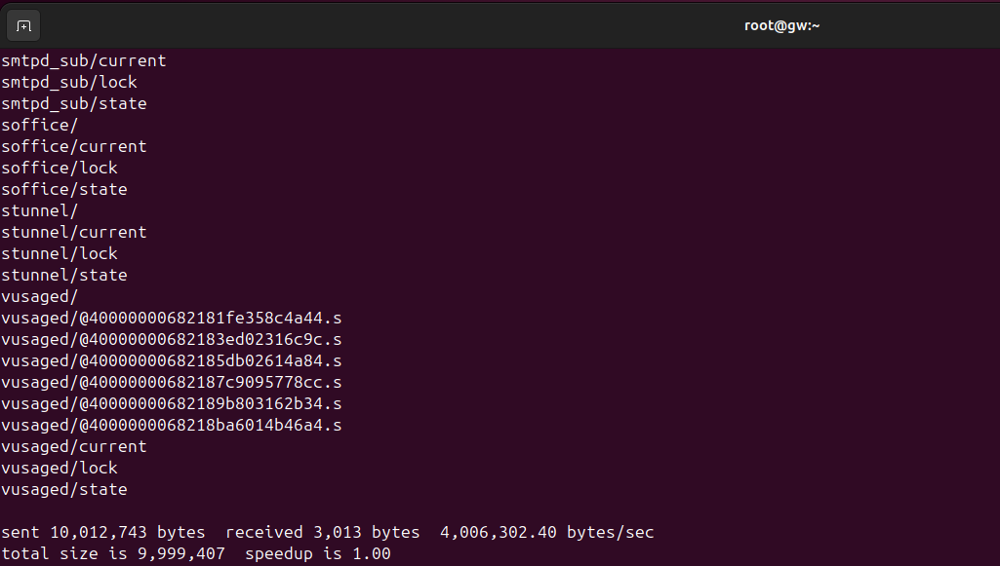 root@gw:~
smtpd_sub/current
smtpd_sub/lock
smtpd_sub/state
soffice/
soffice/current
soffice/lock
soffice/state
stunnel/
stunnel/current
stunnel/lock
stunnel/state
vusaged/
vusaged/@40000000682181fe358c4a44.s
vusaged/@40000000682183ed02316c9c.s
vusaged/@40000000682185db02614a84.s
vusaged/@40000000682187c9095778cc.s
vusaged/@40000000682189b803162b34.s
vusaged/@4000000068218ba6014b46a4.s
vusaged/current
vusaged/lock
vusaged/state
sent 10,012,743 bytes  received 3,013 bytes  4,006,302.40 bytes/sec
total size is 9,999,407  speedup is 1.00